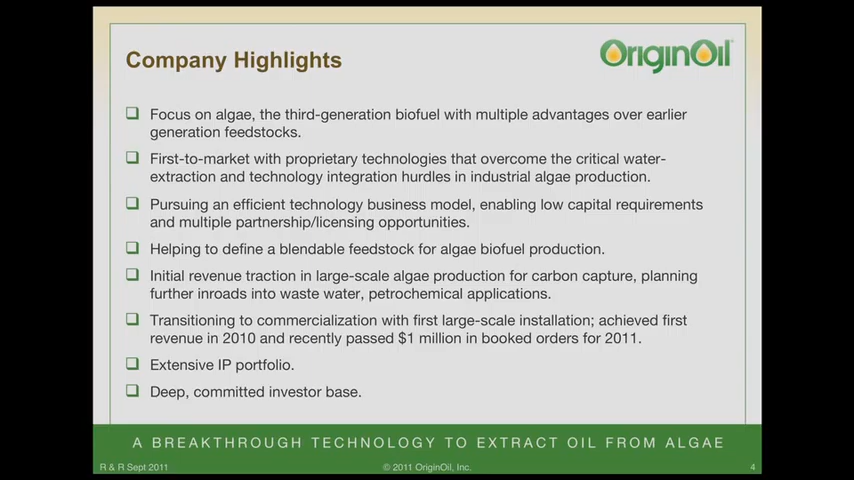 Company Highlights
OriginOil
Focus on algae, the third-generation biofuel with multiple advantages over earlier
generation feedstocks.
First-to-market with proprietary technologies that overcome the critical water-
extraction and technology integration hurdles in industrial algae production.
Pursuing an efficient technology business model, enabling low capital requirements
and multiple partnership/licensing opportunities.
Helping to define a blendable feedstock for algae biofuel production.
Initial revenue traction in large-scale algae production for carbon capture, planning
further inroads into waste water, petrochemical applications.
Transitioning to commercialization with first large-scale installation; achieved first
revenue in 2010 and recently passed $1 million in booked orders for 2011.
Extensive IP portfolio.
Deep, committed investor base.
A BREAKTHROUGH TECHNOLOGY TO EXTRACT OIL FROM ALGAE
R & R Sept 2011 © 2011 OriginOil, Inc. 4